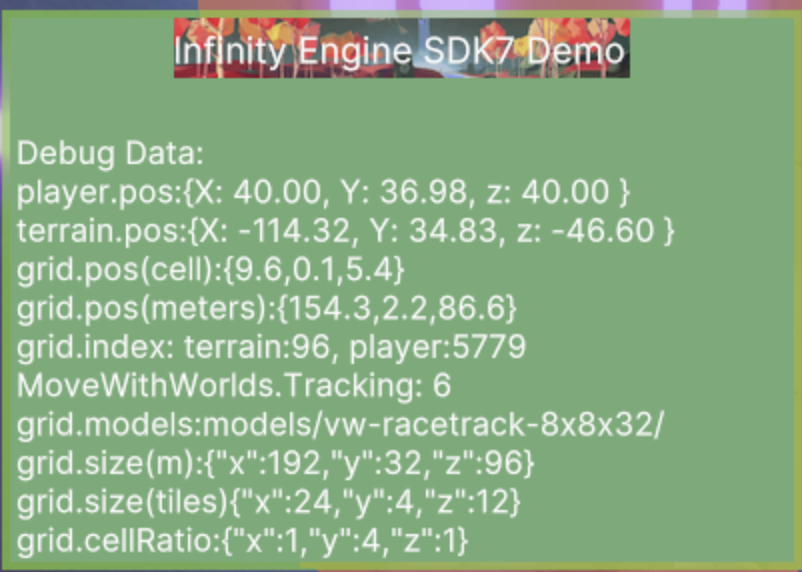 Infinity Engine SDK7 Demo
Debug Data:
player.pos:{X: 40.00, Y: 36.98, z: 40.00 }
terrain.pos:{X: -114.32, Y: 34.83, z: -46.60 }
grid.pos(cell):{9.6,0.1,5.4}
grid.pos(meters):{154.3,2.2,86.6}
grid.index: terrain:96, player:5779
MoveWithWorlds.Tracking: 6
grid.models:models/vw-racetrack-8x8x32/
grid.size(m):{"x":192,"y":32,"z":96}
grid.size(tiles){"x":24,"y":4,"z":12}
grid.cellRatio:{"x":1,"y":4,"z":1}